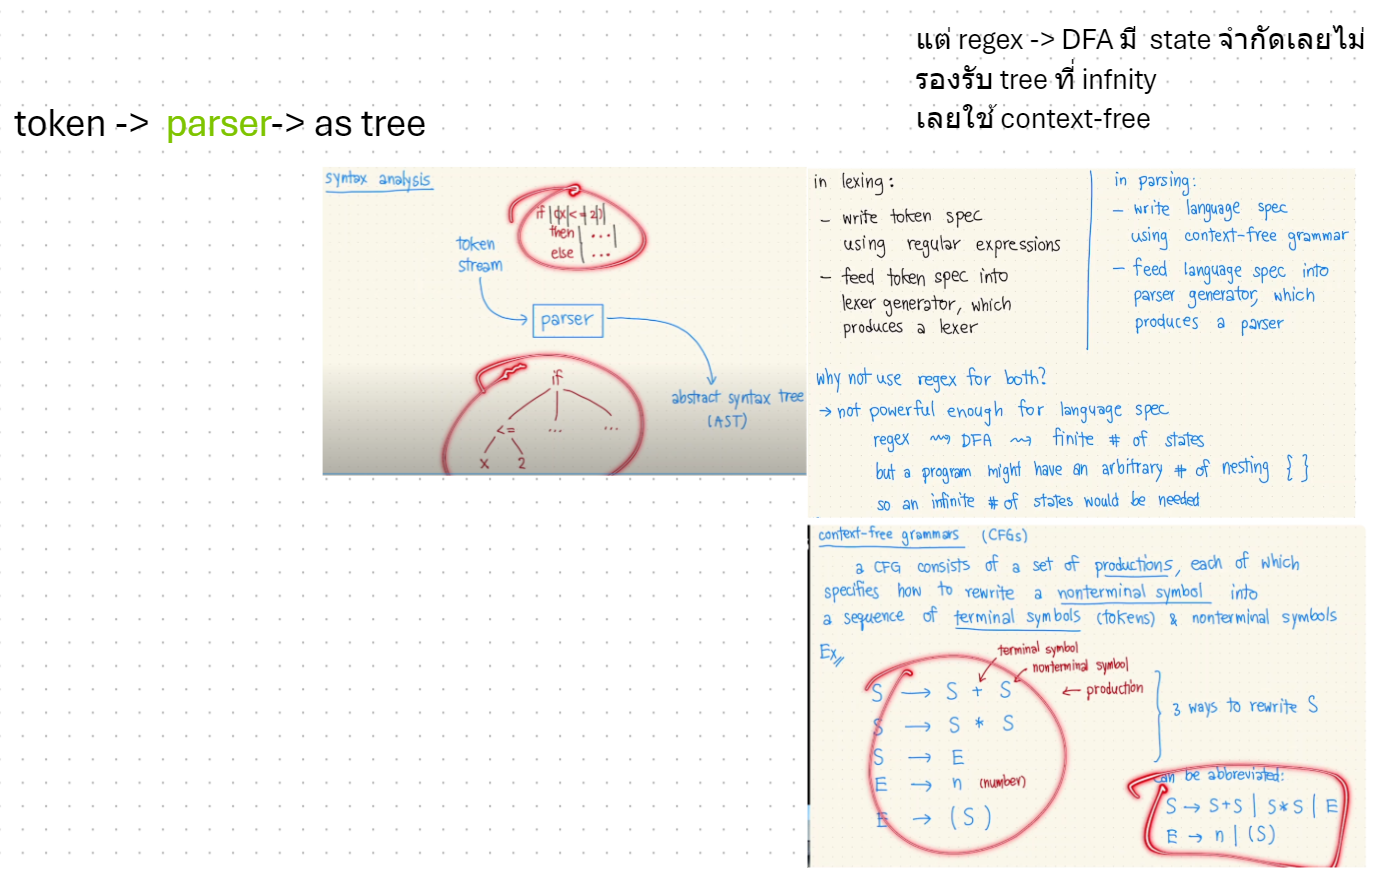 แต่ regex -> DFA มี state จำกัดเลยไม่
รองรับ tree ที่ infnity
เลยใช้ context-free
token -> parser-> as tree
syntax analysis
if (x <= 2)
then ...
else ...
token
stream
parser
abstract syntax tree
(AST)
if
<= ... ...
x 2
in lexing:
- write token spec
using regular expressions
- feed token spec into
lexer generator, which
produces a lexer
in parsing:
- write language spec
using context-free grammar
- feed language spec into
parser generator, which
produces a parser
why not use regex for both?
→ not powerful enough for language spec
regex ⇝ DFA ⇝ finite # of states
but a program might have an arbitrary # of nesting { }
so an infinite # of states would be needed
context-free grammars (CFGs)
a CFG consists of a set of productions, each of which
specifies how to rewrite a nonterminal symbol into
a sequence of terminal symbols (tokens) & nonterminal symbols
Ex//
terminal symbol
nonterminal symbol
S → S + S ← production
S → S * S
S → E
E → n (number)
E → (S)
3 ways to rewrite S
can be abbreviated:
S → S+S | S*S | E
E → n | (S)